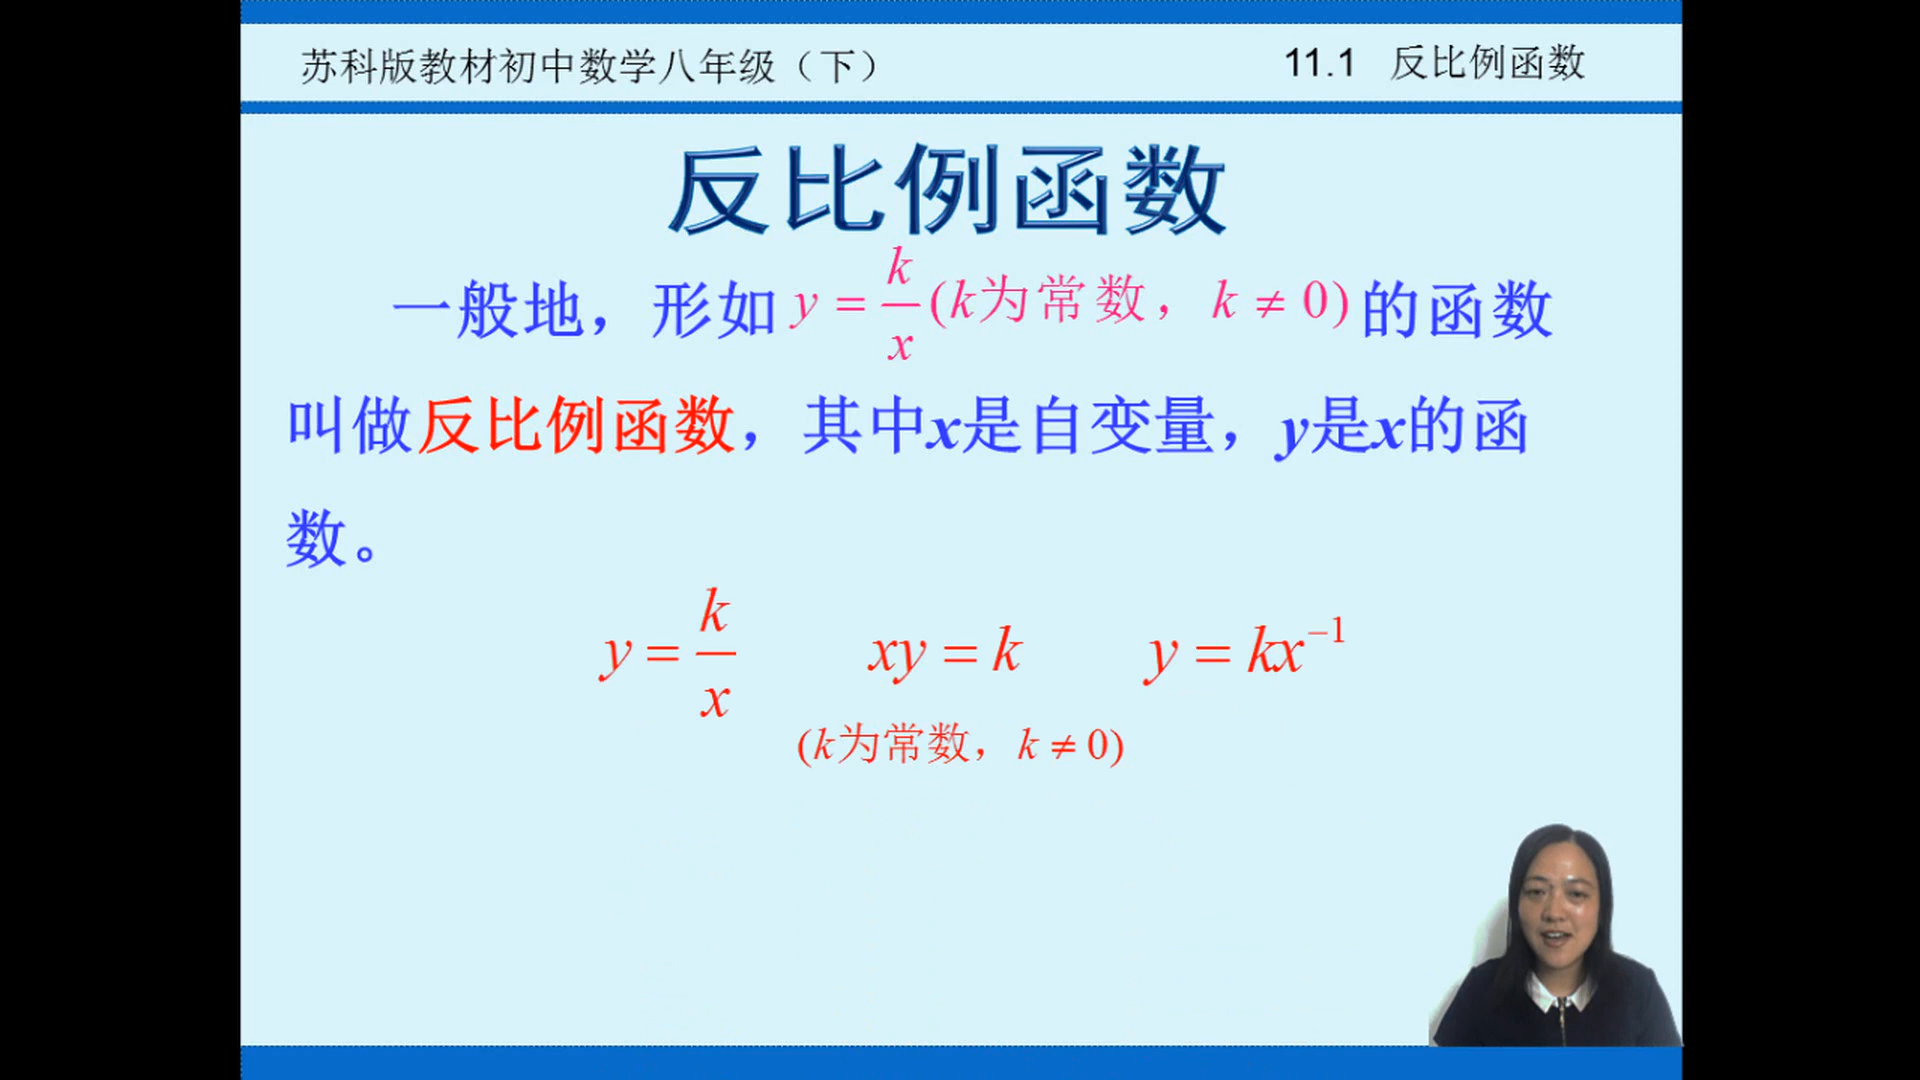 苏科版教材初中数学八年级（下）
11.1 反比例函数
反比例函数
一般地，形如 y = k/x (k为常数，k ≠ 0) 的函数
叫做反比例函数，其中x是自变量，y是x的函
数。
y = k/x xy = k y = kx⁻¹
(k为常数，k ≠ 0)